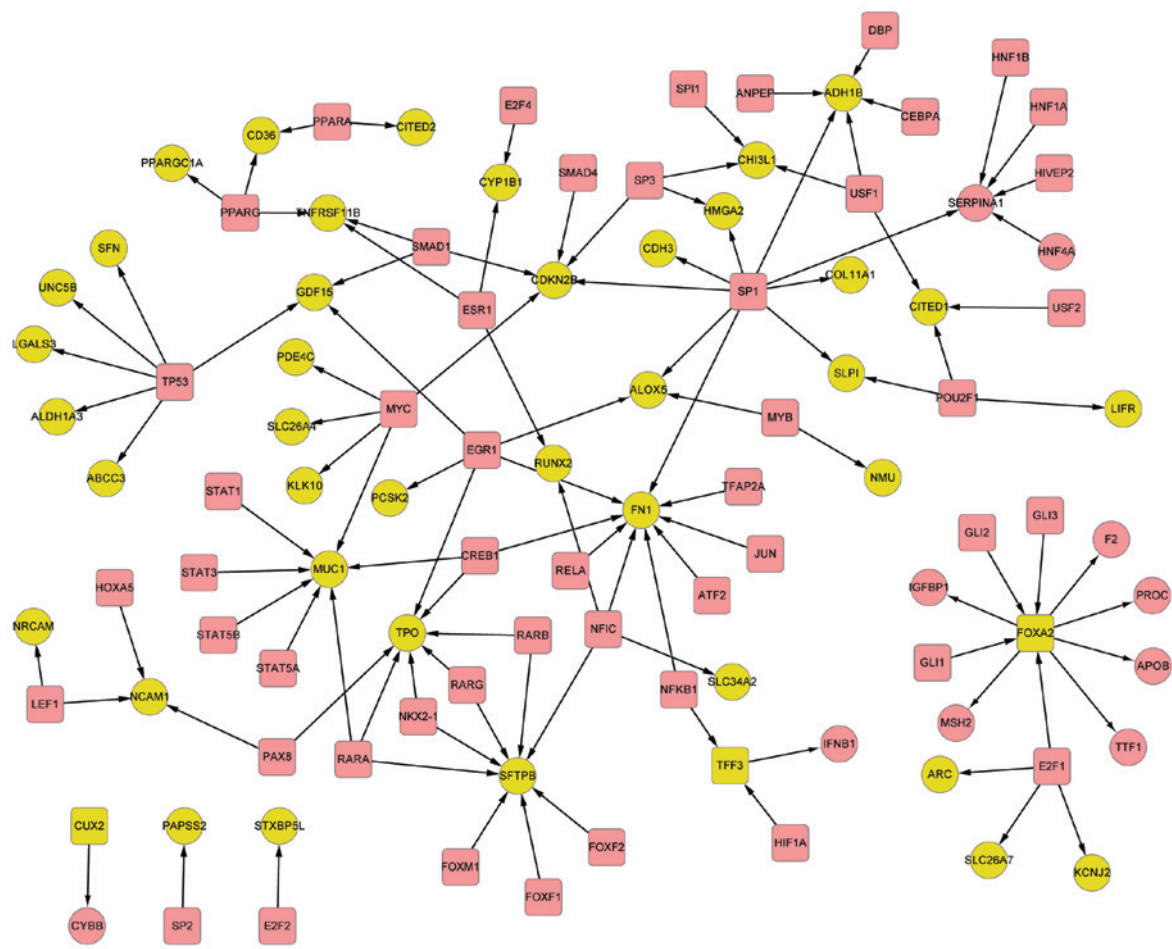 DBP
HNF1B
SPI1
ANPEP
ADH1B
E2F4
CEBPA
HNF1A
PPARA
CITED2
CD36
CHI3L1
PPARGC1A
CYP1B1
SMAD4
SP3
HIVEP2
USF1
SERPINA1
PPARG
TNFRSF11B
HMGA2
SFN
SMAD1
CDH3
HNF4A
UNC5B
GDF15
CDKN2B
SP1
COL11A1
ESR1
CITED1
USF2
LGALS3
PDE4C
TP53
SLPI
ALOX5
POU2F1
LIFR
ALDH1A3
MYC
MYB
SLC26A4
EGR1
RUNX2
ABCC3
KLK10
PCSK2
NMU
STAT1
TFAP2A
FN1
GLI2
GLI3
F2
CREB1
JUN
MUC1
STAT3
RELA
HOXA5
ATF2
IGFBP1
PROC
NRCAM
STAT5B
TPO
RARB
NFIC
FOXA2
STAT5A
GLI1
APOB
LEF1
NCAM1
RARG
NFKB1
SLC34A2
NKX2-1
MSH2
PAX8
RARA
IFNB1
TTF1
SFTPB
TFF3
E2F1
ARC
CUX2
PAPSS2
STXBP5L
HIF1A
FOXF2
SLC26A7
FOXM1
KCNJ2
FOXF1
CYBB
SP2
E2F2